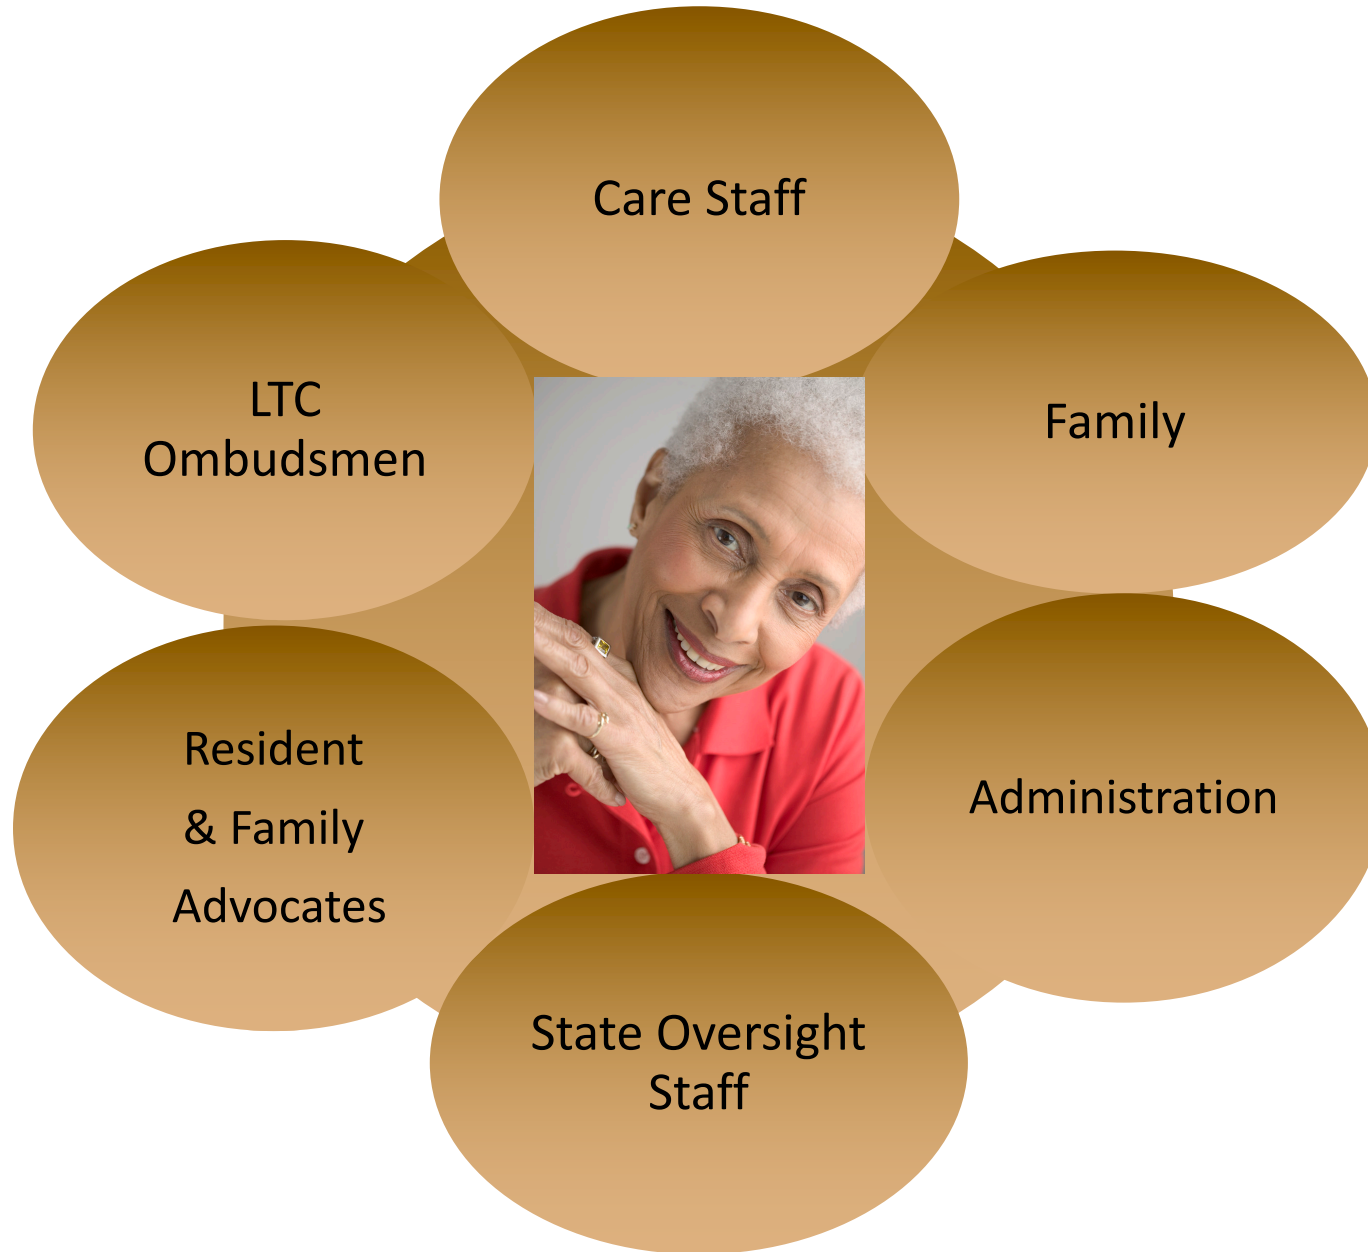 Care Staff
LTC
Ombudsmen
Family
Resident
& Family
Advocates
Administration
State Oversight
Staff